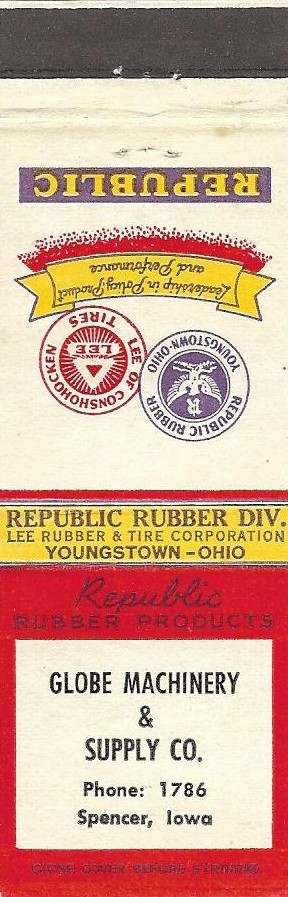 REPUBLIC
Leadership in Policy Product
and Performance
LEE OF CONSHOHOCKEN
TIRES
LEE
REPUBLIC RUBBER
YOUNGSTOWN-OHIO
R
REPUBLIC RUBBER DIV.
LEE RUBBER & TIRE CORPORATION
YOUNGSTOWN - OHIO
Republic
RUBBER PRODUCTS
GLOBE MACHINERY
&
SUPPLY CO.
Phone: 1786
Spencer, Iowa
CLOSE COVER BEFORE STRIKING